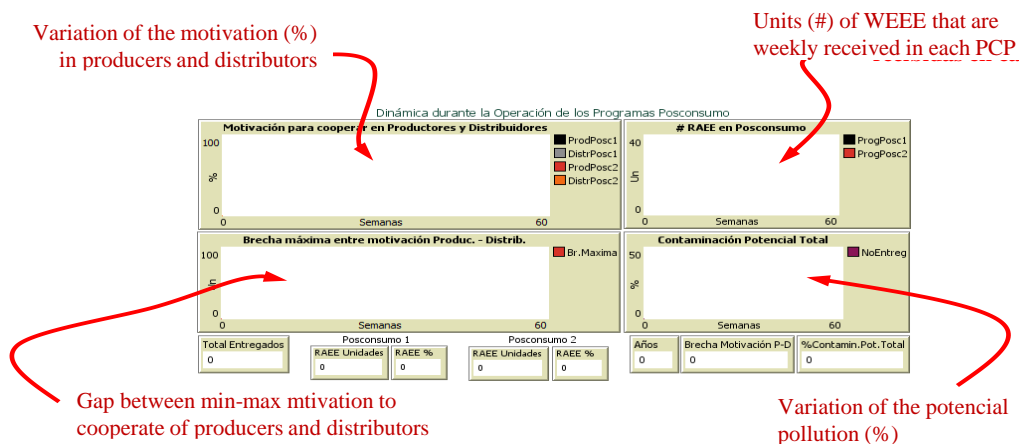 Variation of the motivation (%)
in producers and distributors
Units (#) of WEEE that are
weekly received in each PCP
Dinámica durante la Operación de los Programas Posconsumo
Motivación para cooperar en Productores y Distribuidores
100
%
0
0
Semanas
60
ProdPosc1
DistrPosc1
ProdPosc2
DistrPosc2
# RAEE en Posconsumo
40
Un
0
0
Semanas
60
ProgPosc1
ProgPosc2
Brecha máxima entre motivación Produc. - Distrib.
100
0
0
Semanas
60
Br.Maxima
Contaminación Potencial Total
50
%
0
0
Semanas
60
NoEntreg
Total Entregados
0
Posconsumo 1
RAEE Unidades
0
RAEE %
0
Posconsumo 2
RAEE Unidades
0
RAEE %
0
Años
0
Brecha Motivación P-D
0
%Contamin.Pot.Total
0
Gap between min-max mtivation to
cooperate of producers and distributors
Variation of the potencial
pollution (%)